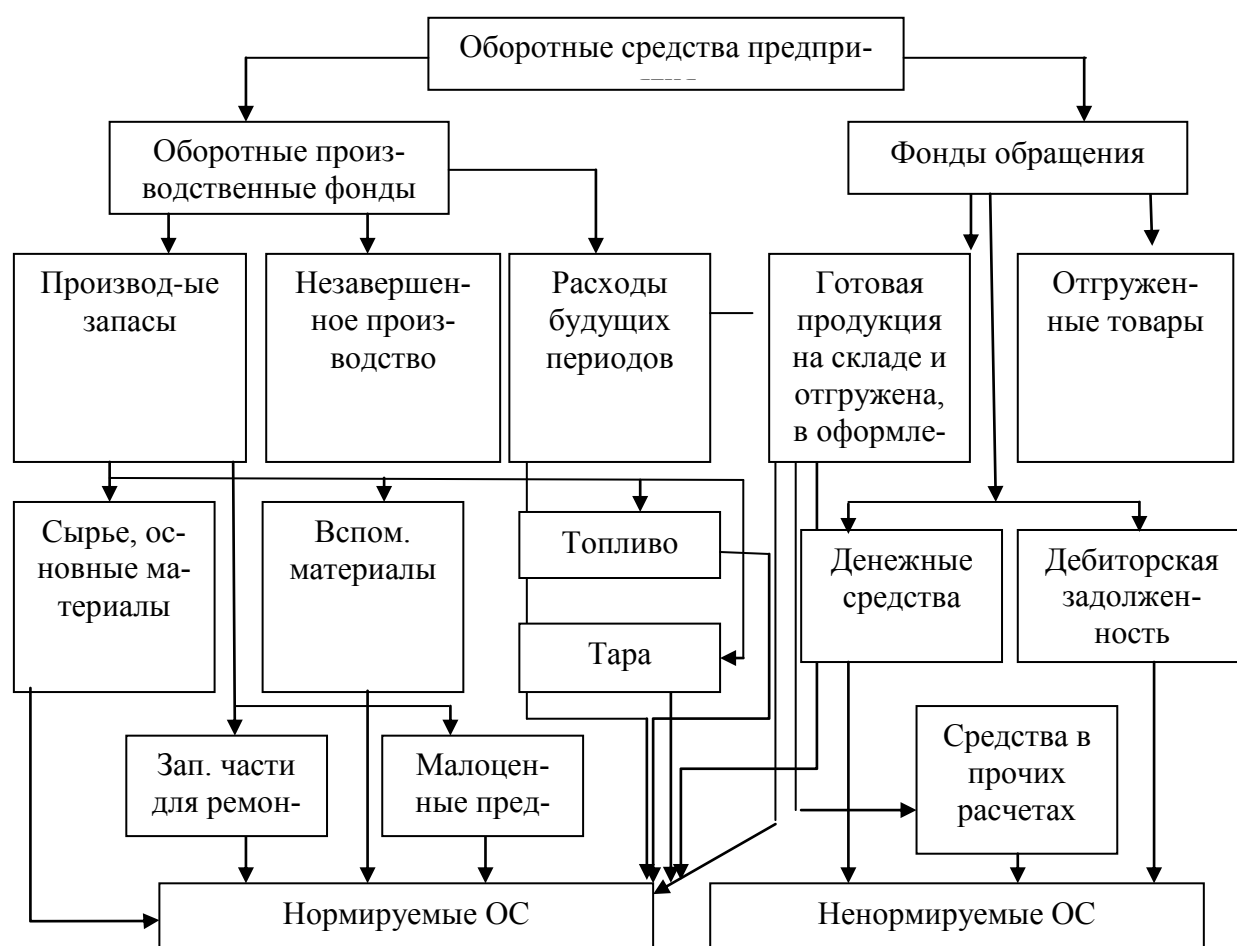 Оборотные средства предпри-
Оборотные произ-
водственные фонды
Фонды обращения
Производ-ые
запасы
Незавершен-
ное произ-
водство
Расходы
будущих
периодов
Готовая
продукция
на складе и
отгружена,
в оформле-
Отгружен-
ные товары
Сырье, ос-
новные ма-
териалы
Вспом.
материалы
Топливо
Тара
Денежные
средства
Дебиторская
задолжен-
ность
Зап. части
для ремон-
Малоцен-
ные пред-
Средства в
прочих
расчетах
Нормируемые ОС
Ненормируемые ОС